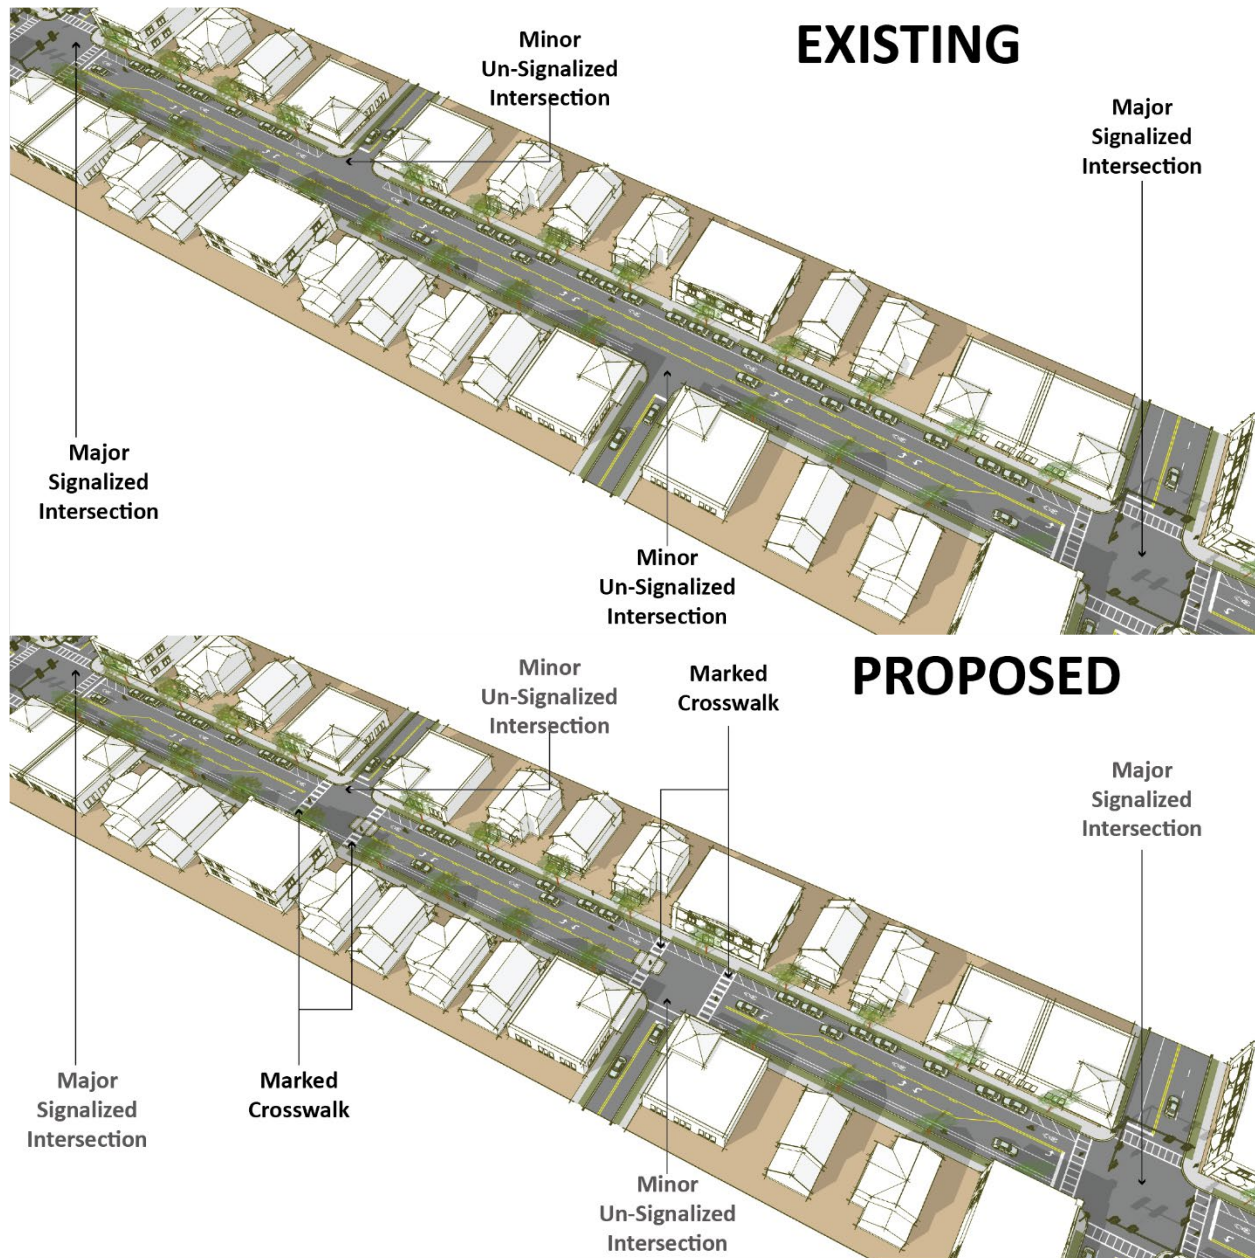 EXISTING
Minor
Un-Signalized
Intersection
Major
Signalized
Intersection
Major
Signalized
Intersection
Minor
Un-Signalized
Intersection
PROPOSED
Minor
Un-Signalized
Intersection
Marked
Crosswalk
Major
Signalized
Intersection
Major
Signalized
Intersection
Marked
Crosswalk
Minor
Un-Signalized
Intersection